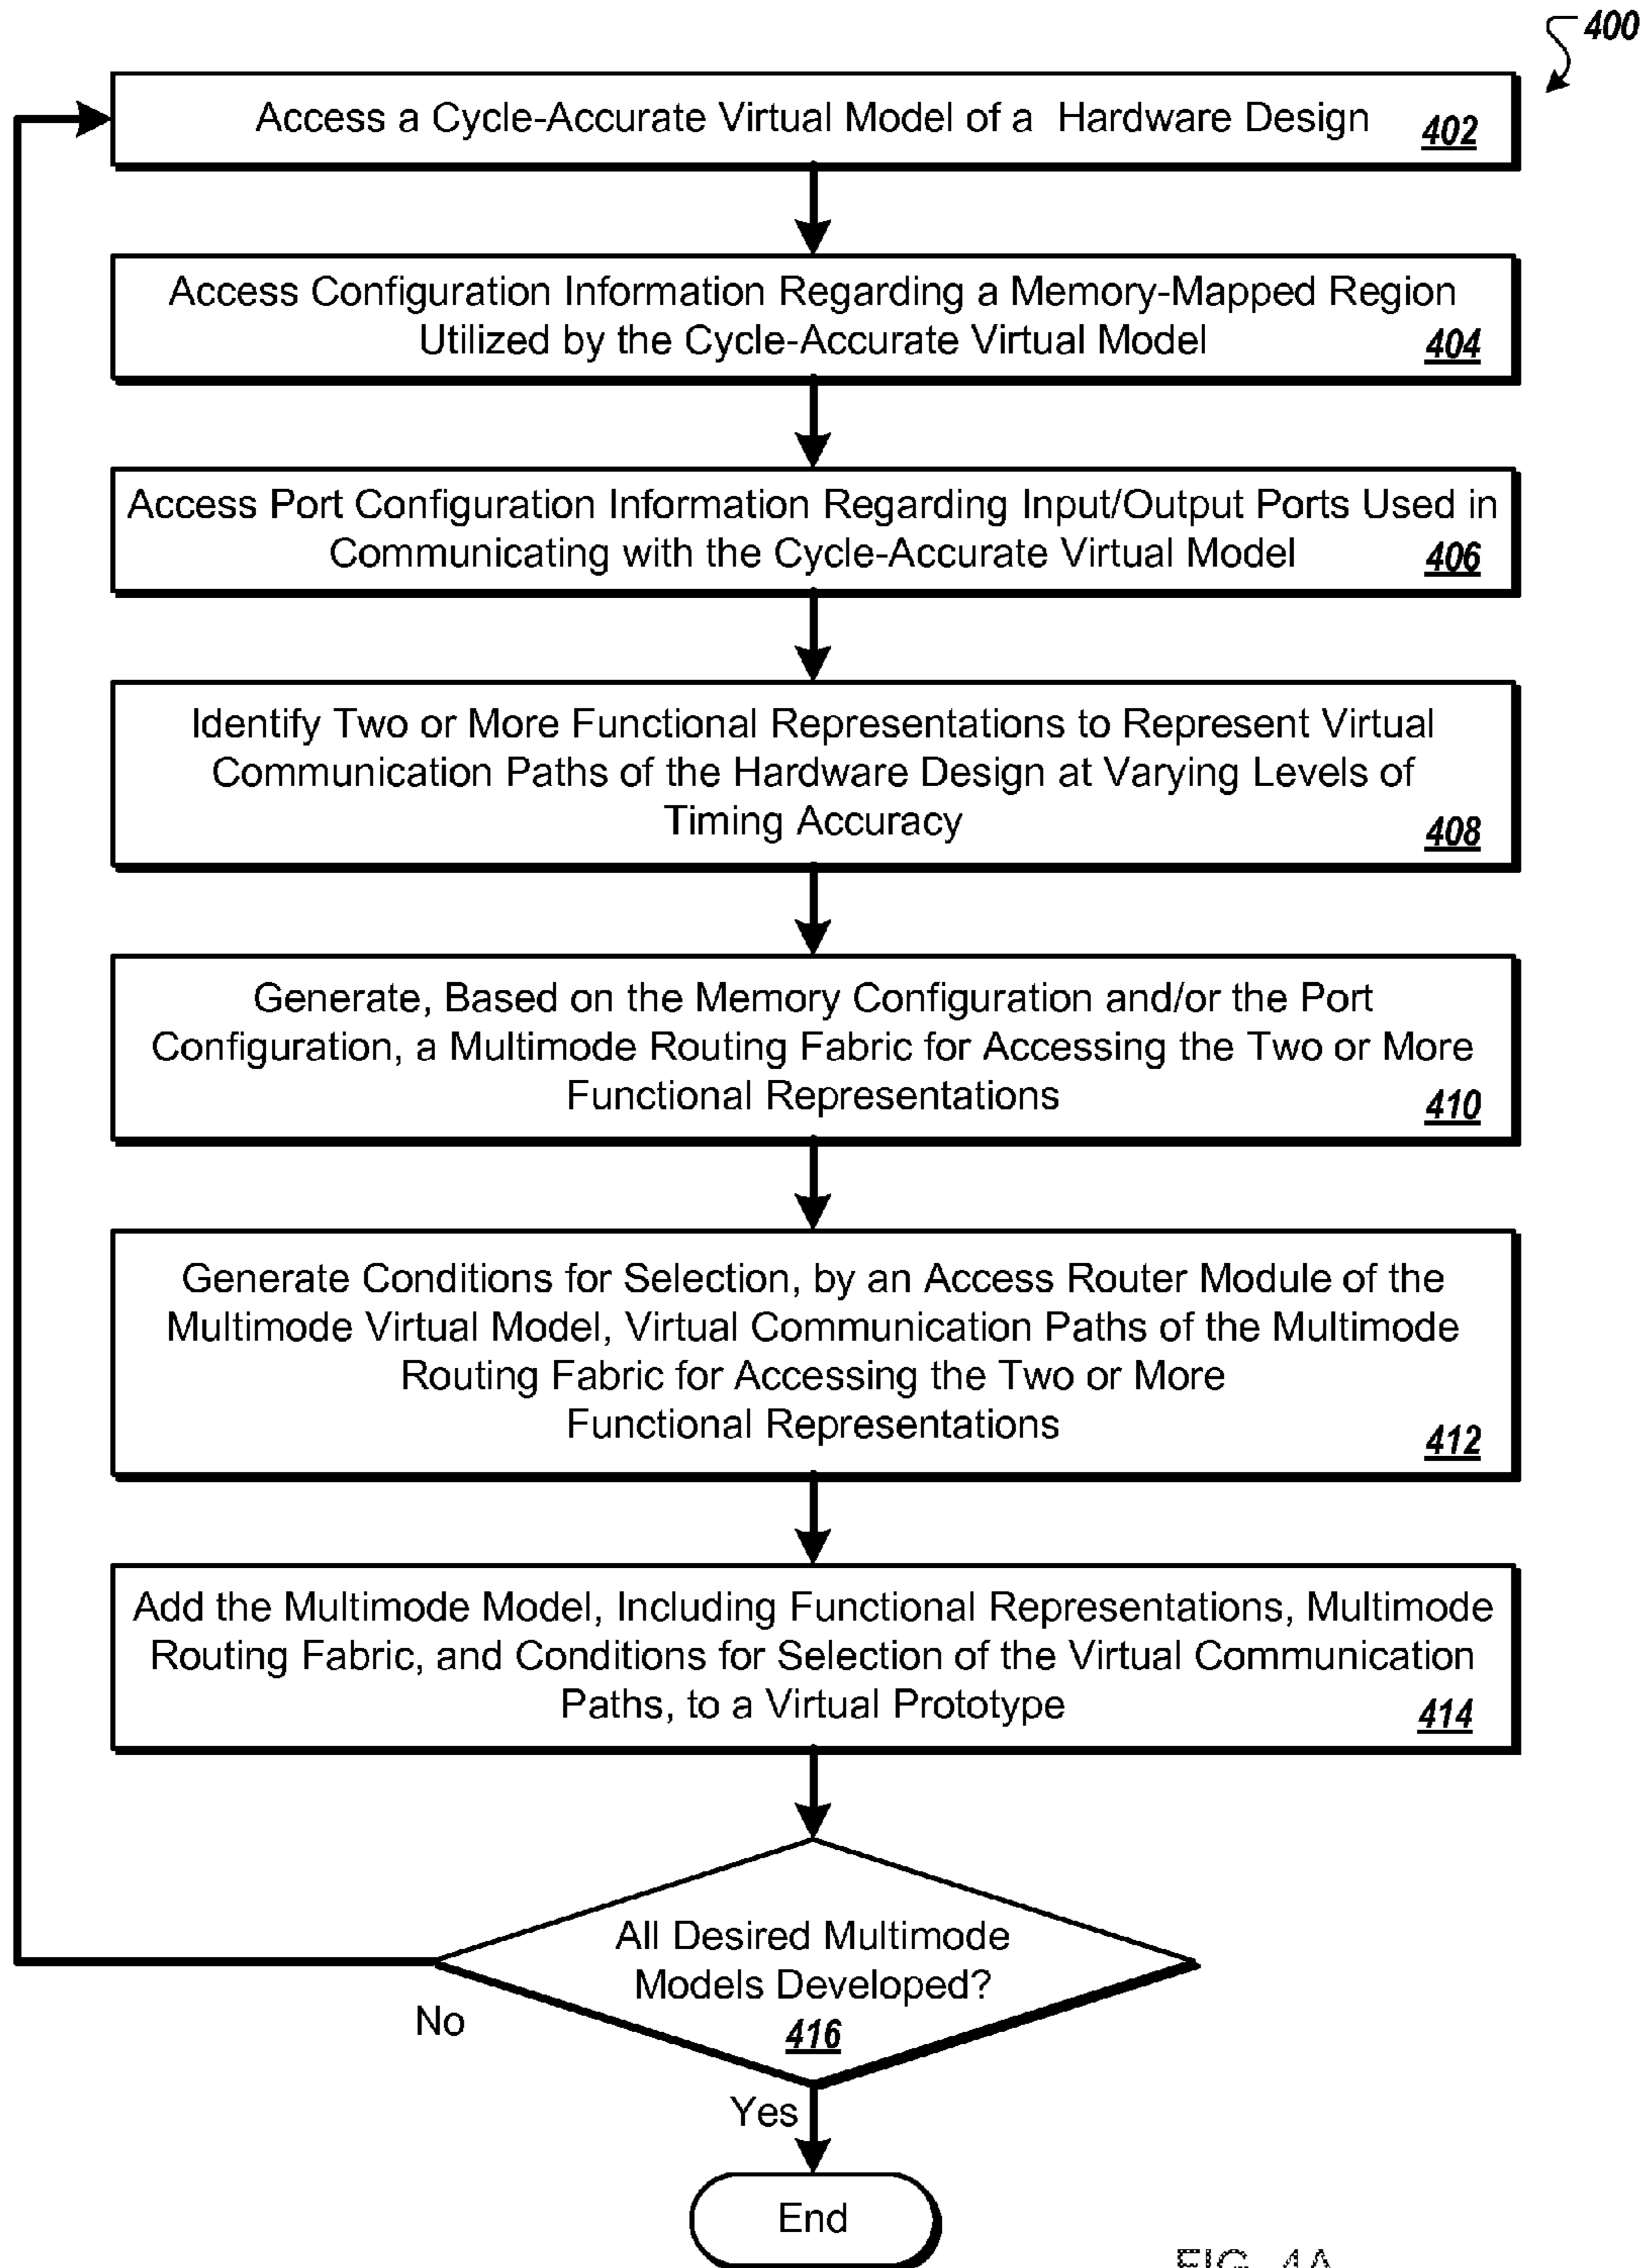 400
Access a Cycle-Accurate Virtual Model of a Hardware Design 402
Access Configuration Information Regarding a Memory-Mapped Region
Utilized by the Cycle-Accurate Virtual Model 404
Access Port Configuration Information Regarding Input/Output Ports Used in
Communicating with the Cycle-Accurate Virtual Model 406
Identify Two or More Functional Representations to Represent Virtual
Communication Paths of the Hardware Design at Varying Levels of
Timing Accuracy 408
Generate, Based on the Memory Configuration and/or the Port
Configuration, a Multimode Routing Fabric for Accessing the Two or More
Functional Representations 410
Generate Conditions for Selection, by an Access Router Module of the
Multimode Virtual Model, Virtual Communication Paths of the Multimode
Routing Fabric for Accessing the Two or More
Functional Representations 412
Add the Multimode Model, Including Functional Representations, Multimode
Routing Fabric, and Conditions for Selection of the Virtual Communication
Paths, to a Virtual Prototype 414
All Desired Multimode
Models Developed?
416
No
Yes
End
FIG. 4A